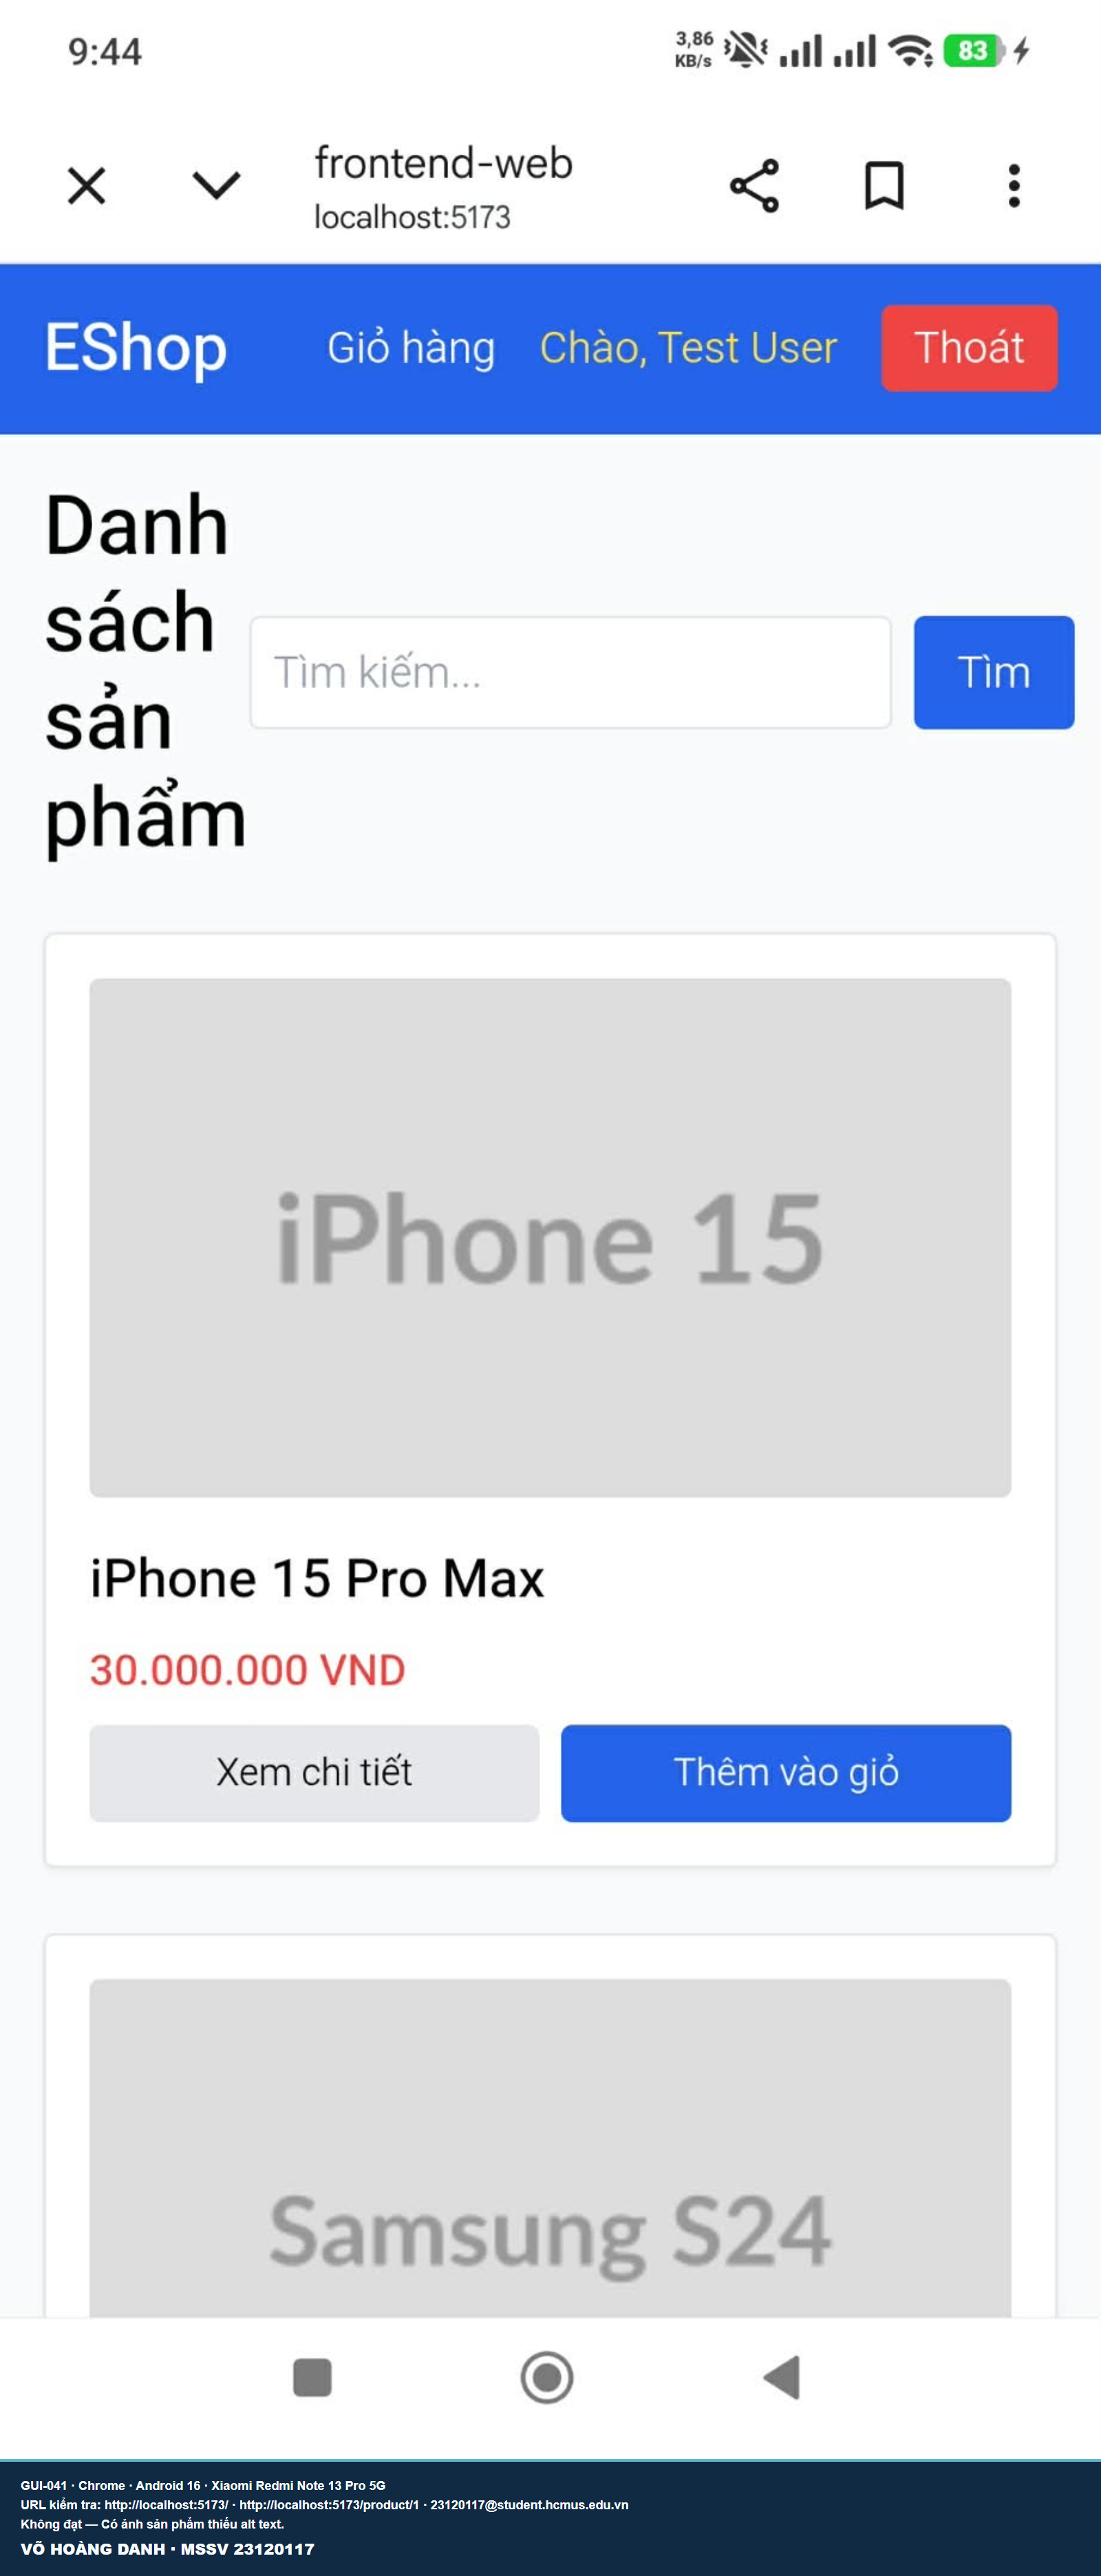 9:44
3,86
KB/s
83
frontend-web
localhost:5173
EShop
Giỏ hàng
Chào, Test User
Thoát
Danh
sách
sản
phẩm
Tìm kiếm...
Tìm
iPhone 15
iPhone 15 Pro Max
30.000.000 VND
Xem chi tiết
Thêm vào giỏ
Samsung S24
GUI-041 · Chrome · Android 16 · Xiaomi Redmi Note 13 Pro 5G
URL kiểm tra: http://localhost:5173/ · http://localhost:5173/product/1 · 23120117@student.hcmus.edu.vn
Không đạt — Có ảnh sản phẩm thiếu alt text.
VÕ HOÀNG DANH · MSSV 23120117